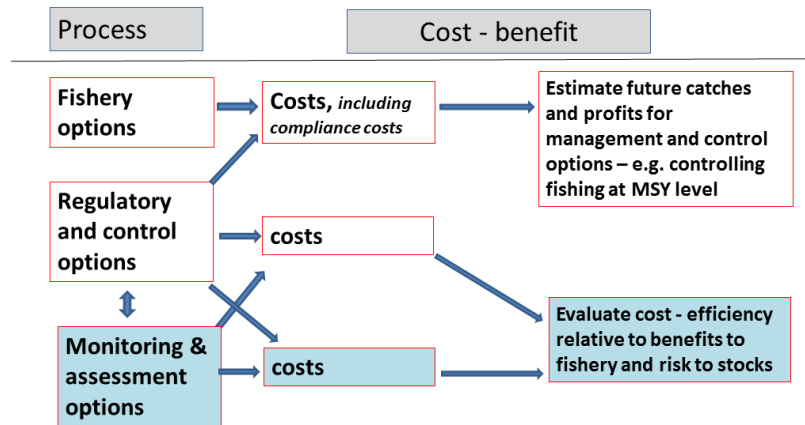 Process
Cost - benefit
Fishery
options
Costs, including
compliance costs
Estimate future catches
and profits for
management and control
options – e.g. controlling
fishing at MSY level
Regulatory
and control
options
costs
Monitoring &
assessment
options
costs
Evaluate cost - efficiency
relative to benefits to
fishery and risk to stocks